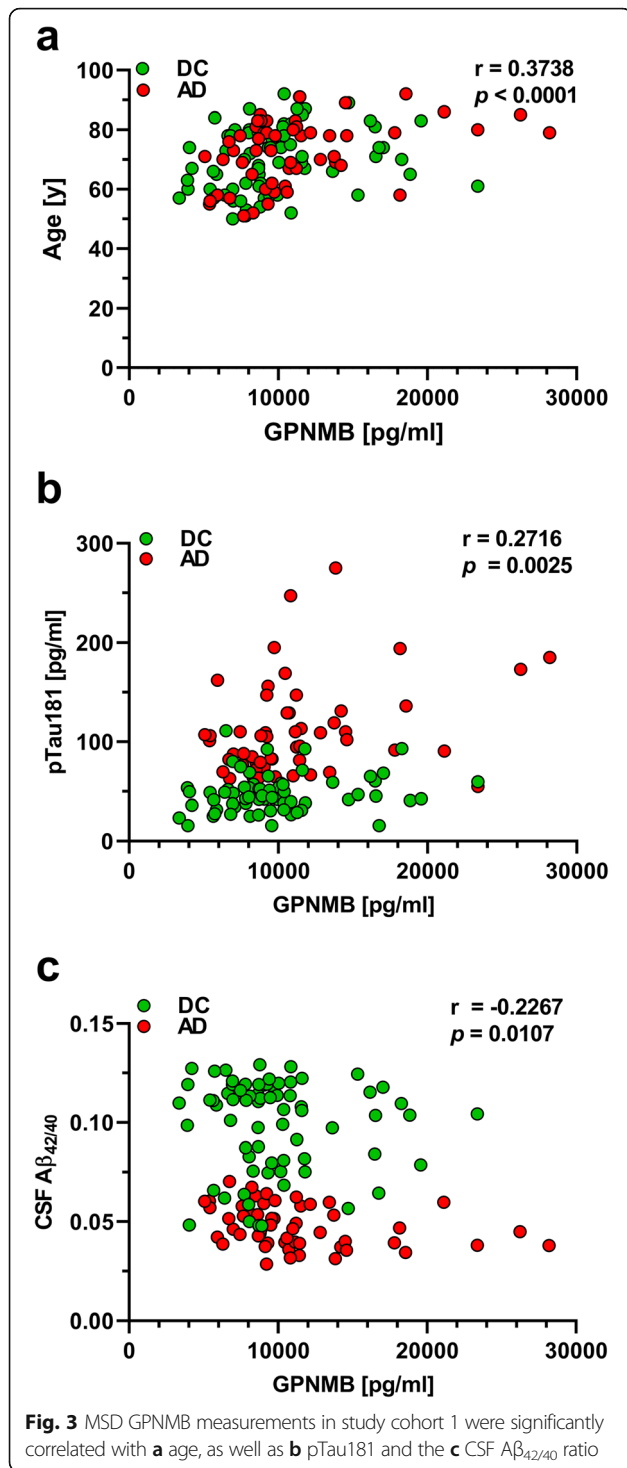 a
DC
AD
r = 0.3738
p < 0.0001
100
80
60
40
20
0
Age [y]
0
10000
20000
30000
GPNMB [pg/ml]
b
DC
AD
r = 0.2716
p = 0.0025
300
200
100
0
pTau181 [pg/ml]
0
10000
20000
30000
GPNMB [pg/ml]
c
DC
AD
r = -0.2267
p = 0.0107
0.15
0.10
0.05
0.00
CSF Aβ42/40
0
10000
20000
30000
GPNMB [pg/ml]
Fig. 3 MSD GPNMB measurements in study cohort 1 were significantly
correlated with a age, as well as b pTau181 and the c CSF Aβ42/40 ratio